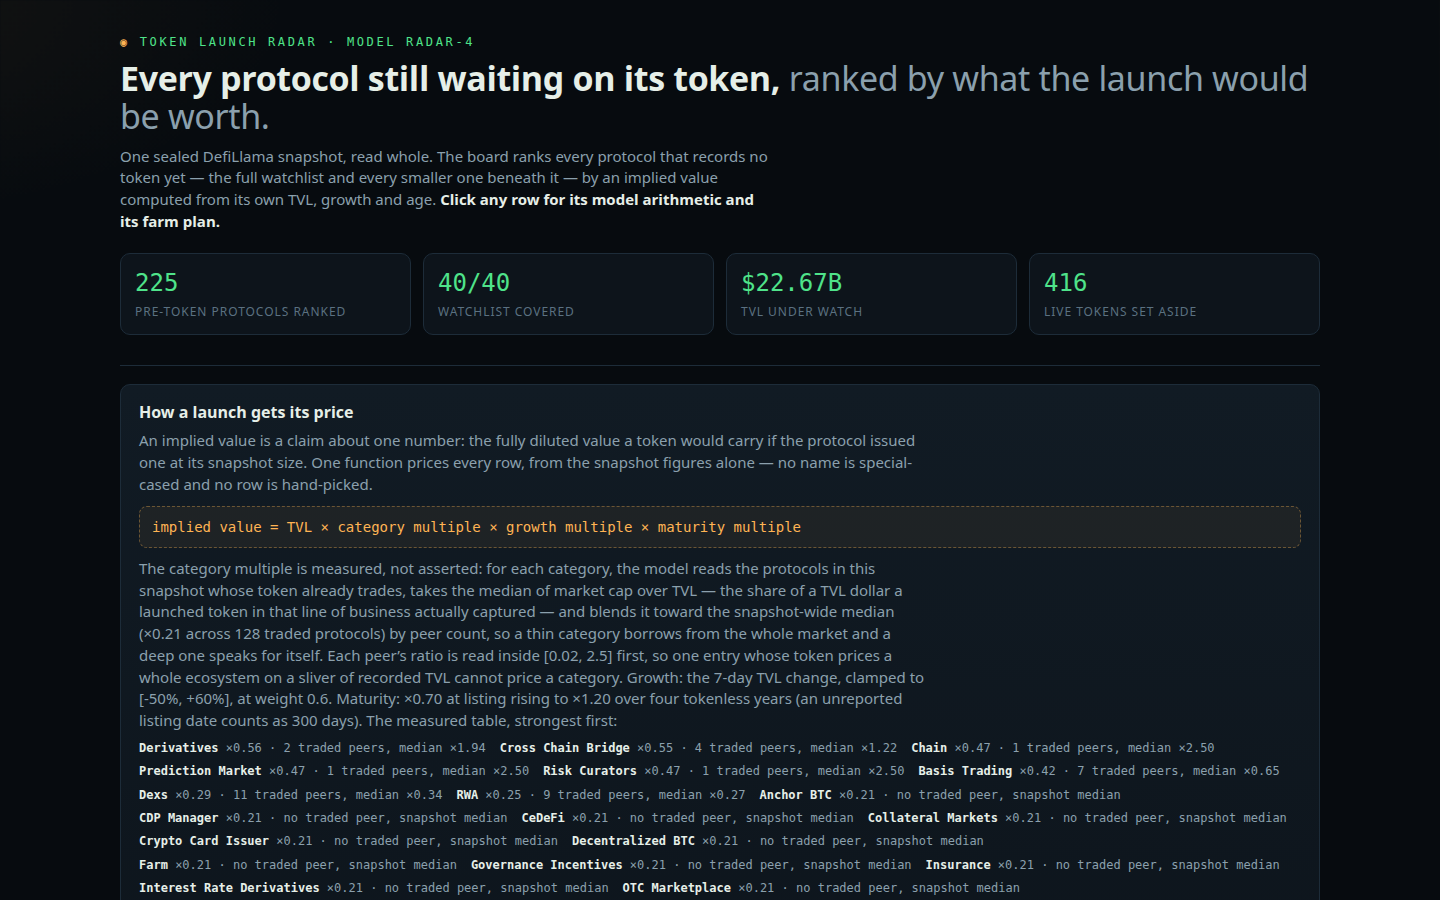 ◉ TOKEN LAUNCH RADAR · MODEL RADAR-4
Every protocol still waiting on its token, ranked by what the launch would
be worth.
One sealed DefiLlama snapshot, read whole. The board ranks every protocol that records no
token yet — the full watchlist and every smaller one beneath it — by an implied value
computed from its own TVL, growth and age. Click any row for its model arithmetic and
its farm plan.
225
PRE-TOKEN PROTOCOLS RANKED
40/40
WATCHLIST COVERED
$22.67B
TVL UNDER WATCH
416
LIVE TOKENS SET ASIDE
How a launch gets its price
An implied value is a claim about one number: the fully diluted value a token would carry if the protocol issued
one at its snapshot size. One function prices every row, from the snapshot figures alone — no name is special-
cased and no row is hand-picked.
implied value = TVL × category multiple × growth multiple × maturity multiple
The category multiple is measured, not asserted: for each category, the model reads the protocols in this
snapshot whose token already trades, takes the median of market cap over TVL — the share of a TVL dollar a
launched token in that line of business actually captured — and blends it toward the snapshot-wide median
(×0.21 across 128 traded protocols) by peer count, so a thin category borrows from the whole market and a
deep one speaks for itself. Each peer's ratio is read inside [0.02, 2.5] first, so one entry whose token prices a
whole ecosystem on a sliver of recorded TVL cannot price a category. Growth: the 7-day TVL change, clamped to
[-50%, +60%], at weight 0.6. Maturity: ×0.70 at listing rising to ×1.20 over four tokenless years (an unreported
listing date counts as 300 days). The measured table, strongest first:
Derivatives ×0.56 · 2 traded peers, median ×1.94 Cross Chain Bridge ×0.55 · 4 traded peers, median ×1.22 Chain ×0.47 · 1 traded peers, median ×2.50
Prediction Market ×0.47 · 1 traded peers, median ×2.50 Risk Curators ×0.47 · 1 traded peers, median ×2.50 Basis Trading ×0.42 · 7 traded peers, median ×0.65
Dexs ×0.29 · 11 traded peers, median ×0.34 RWA ×0.25 · 9 traded peers, median ×0.27 Anchor BTC ×0.21 · no traded peer, snapshot median
CDP Manager ×0.21 · no traded peer, snapshot median CeDeFi ×0.21 · no traded peer, snapshot median Collateral Markets ×0.21 · no traded peer, snapshot median
Crypto Card Issuer ×0.21 · no traded peer, snapshot median Decentralized BTC ×0.21 · no traded peer, snapshot median
Farm ×0.21 · no traded peer, snapshot median Governance Incentives ×0.21 · no traded peer, snapshot median Insurance ×0.21 · no traded peer, snapshot median
Interest Rate Derivatives ×0.21 · no traded peer, snapshot median OTC Marketplace ×0.21 · no traded peer, snapshot median